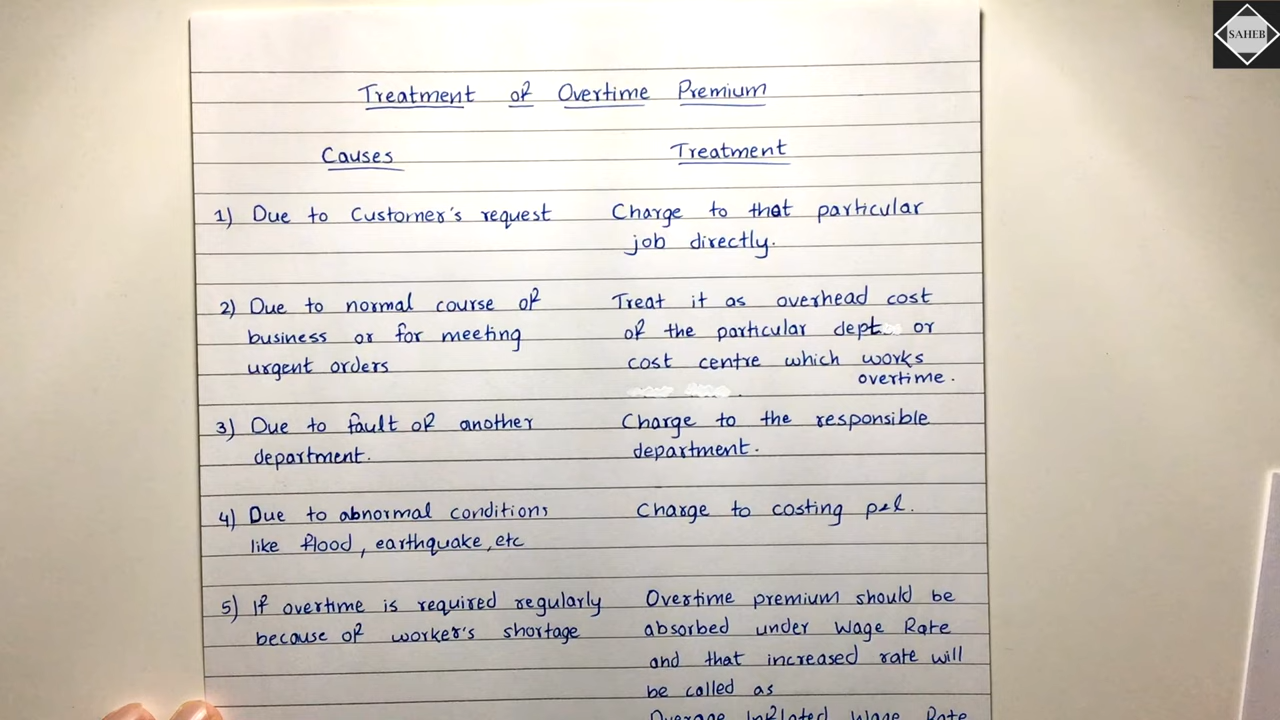 SAHEB
Treatment of Overtime Premium
Causes Treatment
1) Due to Customer's request Charge to that particular
job directly.
2) Due to normal course of Treat it as overhead cost
business or for meeting of the particular dept. or
urgent orders cost centre which works
overtime.
3) Due to fault of another Charge to the responsible
department. department.
4) Due to abnormal conditions Charge to costing p&l.
like flood, earthquake, etc
5) If overtime is required regularly Overtime premium should be
because of worker's shortage absorbed under Wage Rate
and that increased rate will
be called as
Average Inflated Wage Rate